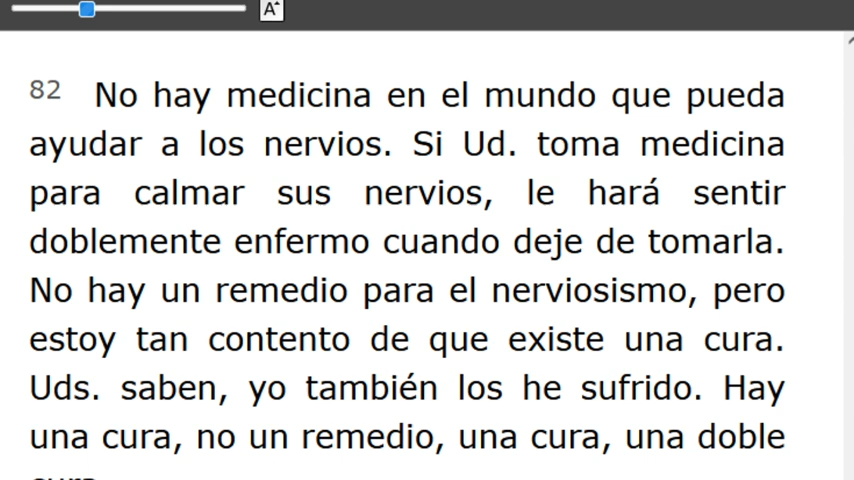 A
82 No hay medicina en el mundo que pueda
ayudar a los nervios. Si Ud. toma medicina
para calmar sus nervios, le hará sentir
doblemente enfermo cuando deje de tomarla.
No hay un remedio para el nerviosismo, pero
estoy tan contento de que existe una cura.
Uds. saben, yo también los he sufrido. Hay
una cura, no un remedio, una cura, una doble